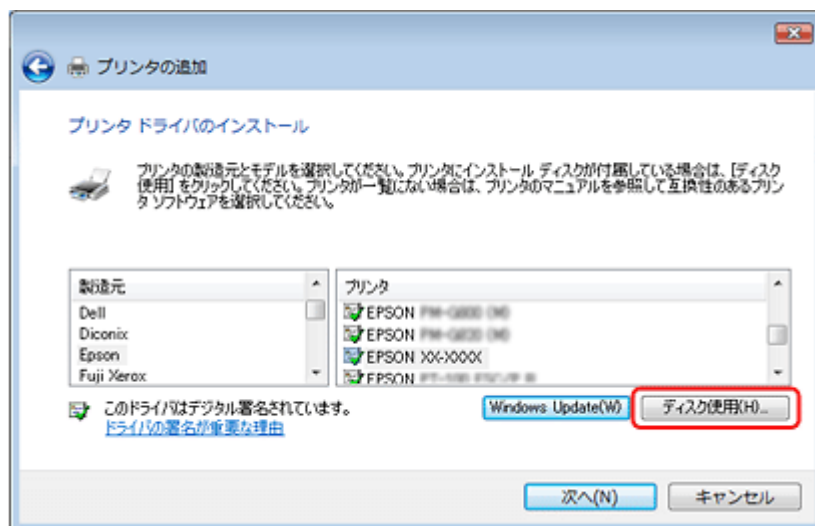 プリンタの追加
プリンタ ドライバのインストール
プリンタの製造元とモデルを選択してください。プリンタにインストール ディスクが付属している場合は、[ディスク
使用] をクリックしてください。プリンタが一覧にない場合は、プリンタのマニュアルを参照して互換性のあるプリン
タ ソフトウェアを選択してください。
製造元
Dell
Diconix
Epson
Fuji Xerox
プリンタ
EPSON
EPSON
EPSON XX-XXXX
EPSON
このドライバはデジタル署名されています。
ドライバの署名が重要な理由
Windows Update(W)
ディスク使用(H)...
次へ(N)
キャンセル